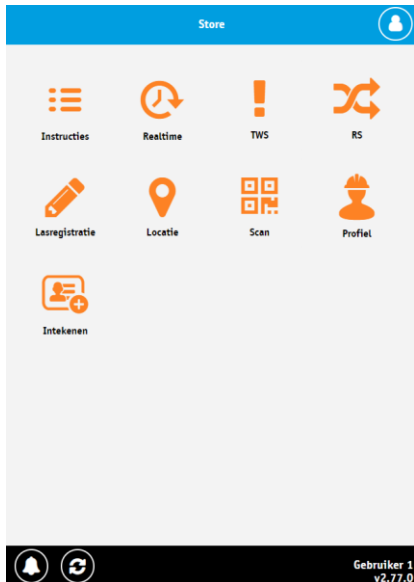 Store
Instructies
Realtime
TWS
RS
Lasregistratie
Locatie
Scan
Profiel
Intekenen
Gebruiker 1
v2.77.0